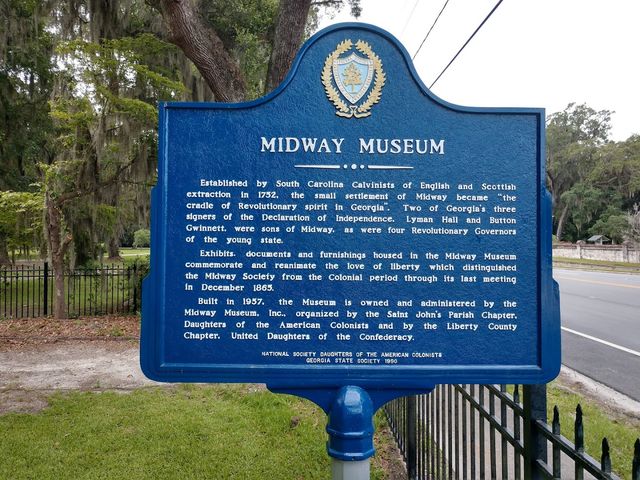 MIDWAY MUSEUM
Established by South Carolina Calvinists of English and Scottish
extraction in 1752, the small settlement of Midway became "the
cradle of Revolutionary spirit in Georgia". Two of Georgia's three
signers of the Declaration of Independence, Lyman Hall and Button
Gwinnett, were sons of Midway, as were four Revolutionary Governors
of the young state.
Exhibits, documents and furnishings housed in the Midway Museum
commemorate and reanimate the love of liberty which distinguished
the Midway Society from the Colonial period through its last meeting
in December 1865.
Built in 1957, the Museum is owned and administered by the
Midway Museum, Inc., organized by the Saint John's Parish Chapter,
Daughters of the American Colonists and by the Liberty County
Chapter, United Daughters of the Confederacy.
NATIONAL SOCIETY DAUGHTERS OF THE AMERICAN COLONISTS
GEORGIA STATE SOCIETY 1990